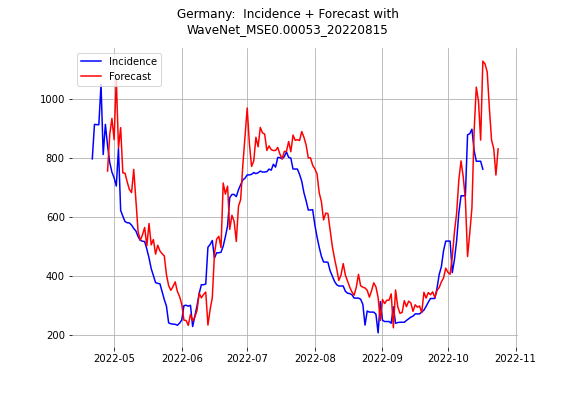 Germany:  Incidence + Forecast with
WaveNet_MSE0.00053_20220815
Incidence
Forecast
1000
800
600
400
200
2022-05 2022-06 2022-07 2022-08 2022-09 2022-10 2022-11